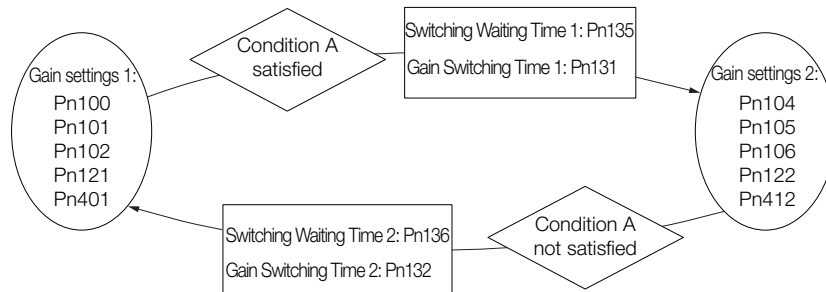 Gain settings 1:
Pn100
Pn101
Pn102
Pn121
Pn401
Condition A
satisfied
Switching Waiting Time 1: Pn135
Gain Switching Time 1: Pn131
Gain settings 2:
Pn104
Pn105
Pn106
Pn122
Pn412
Condition A
not satisfied
Switching Waiting Time 2: Pn136
Gain Switching Time 2: Pn132